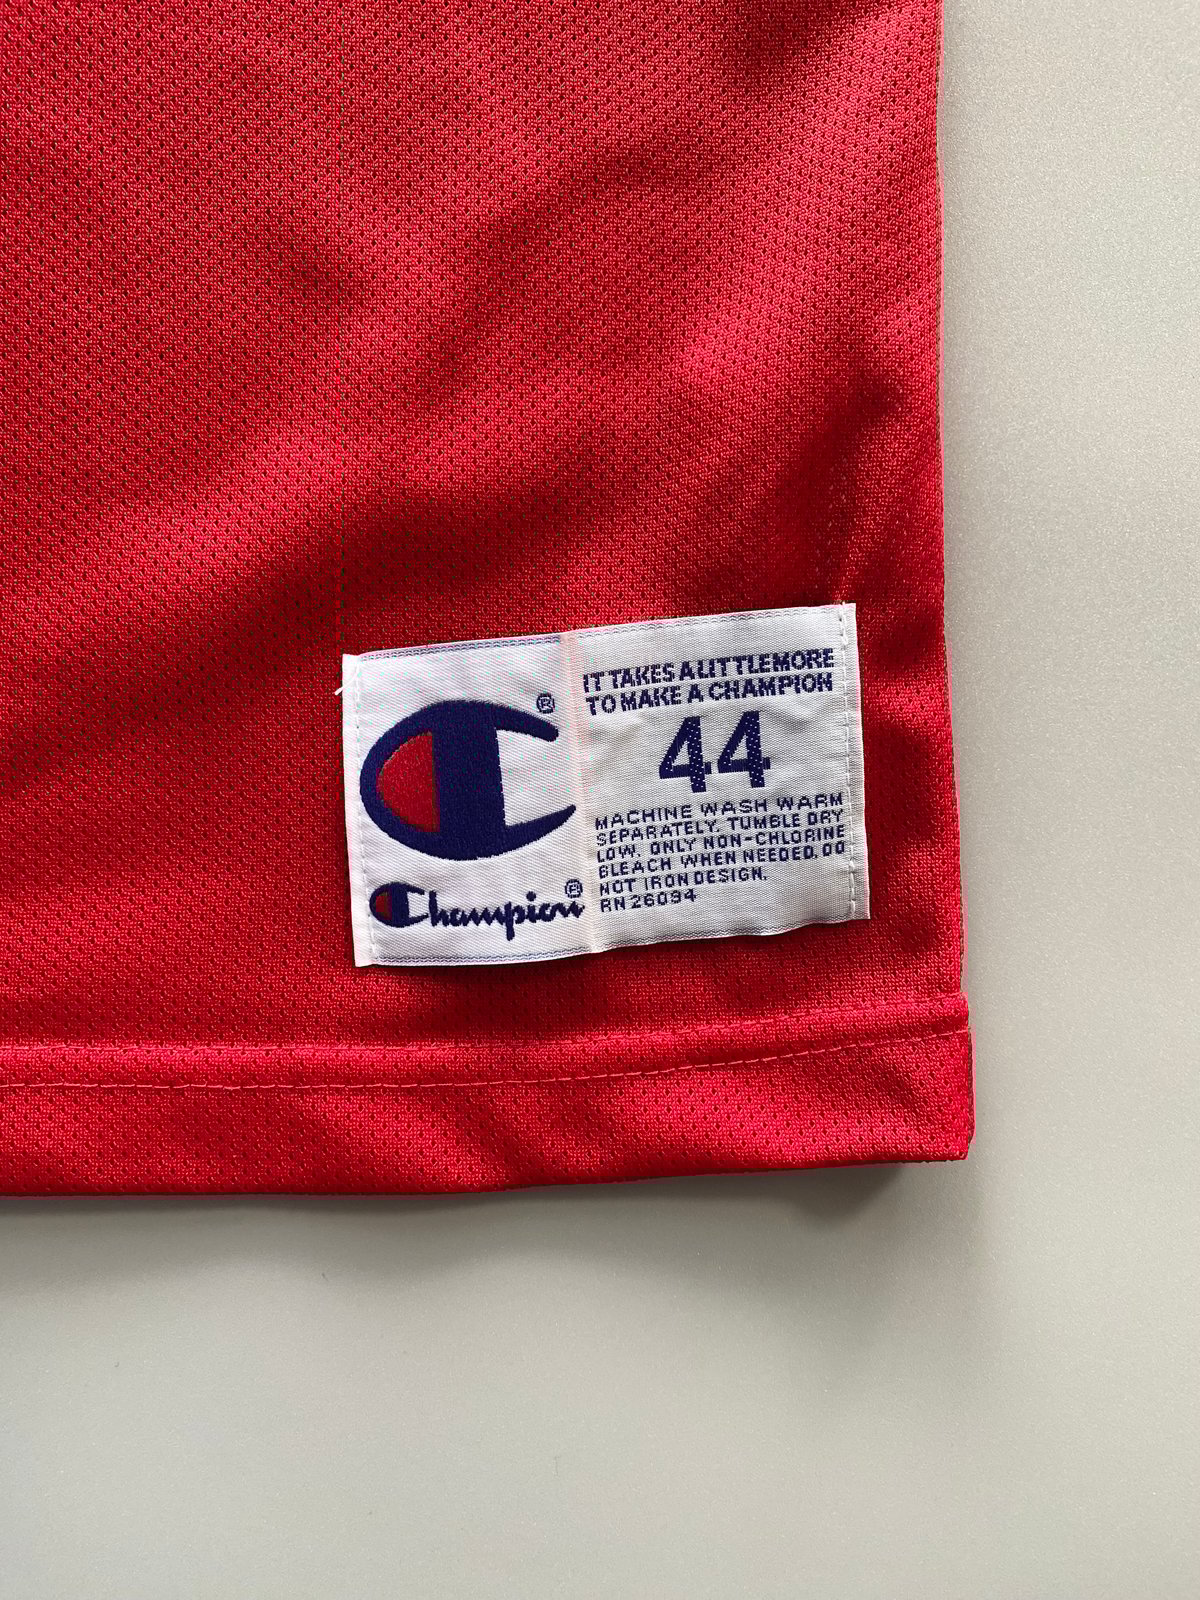 ®
Champion®
IT TAKES A LITTLE MORE
TO MAKE A CHAMPION
44
MACHINE WASH WARM
SEPARATELY. TUMBLE DRY
LOW. ONLY NON-CHLORINE
BLEACH WHEN NEEDED. DO
NOT IRON DESIGN.
RN 26094